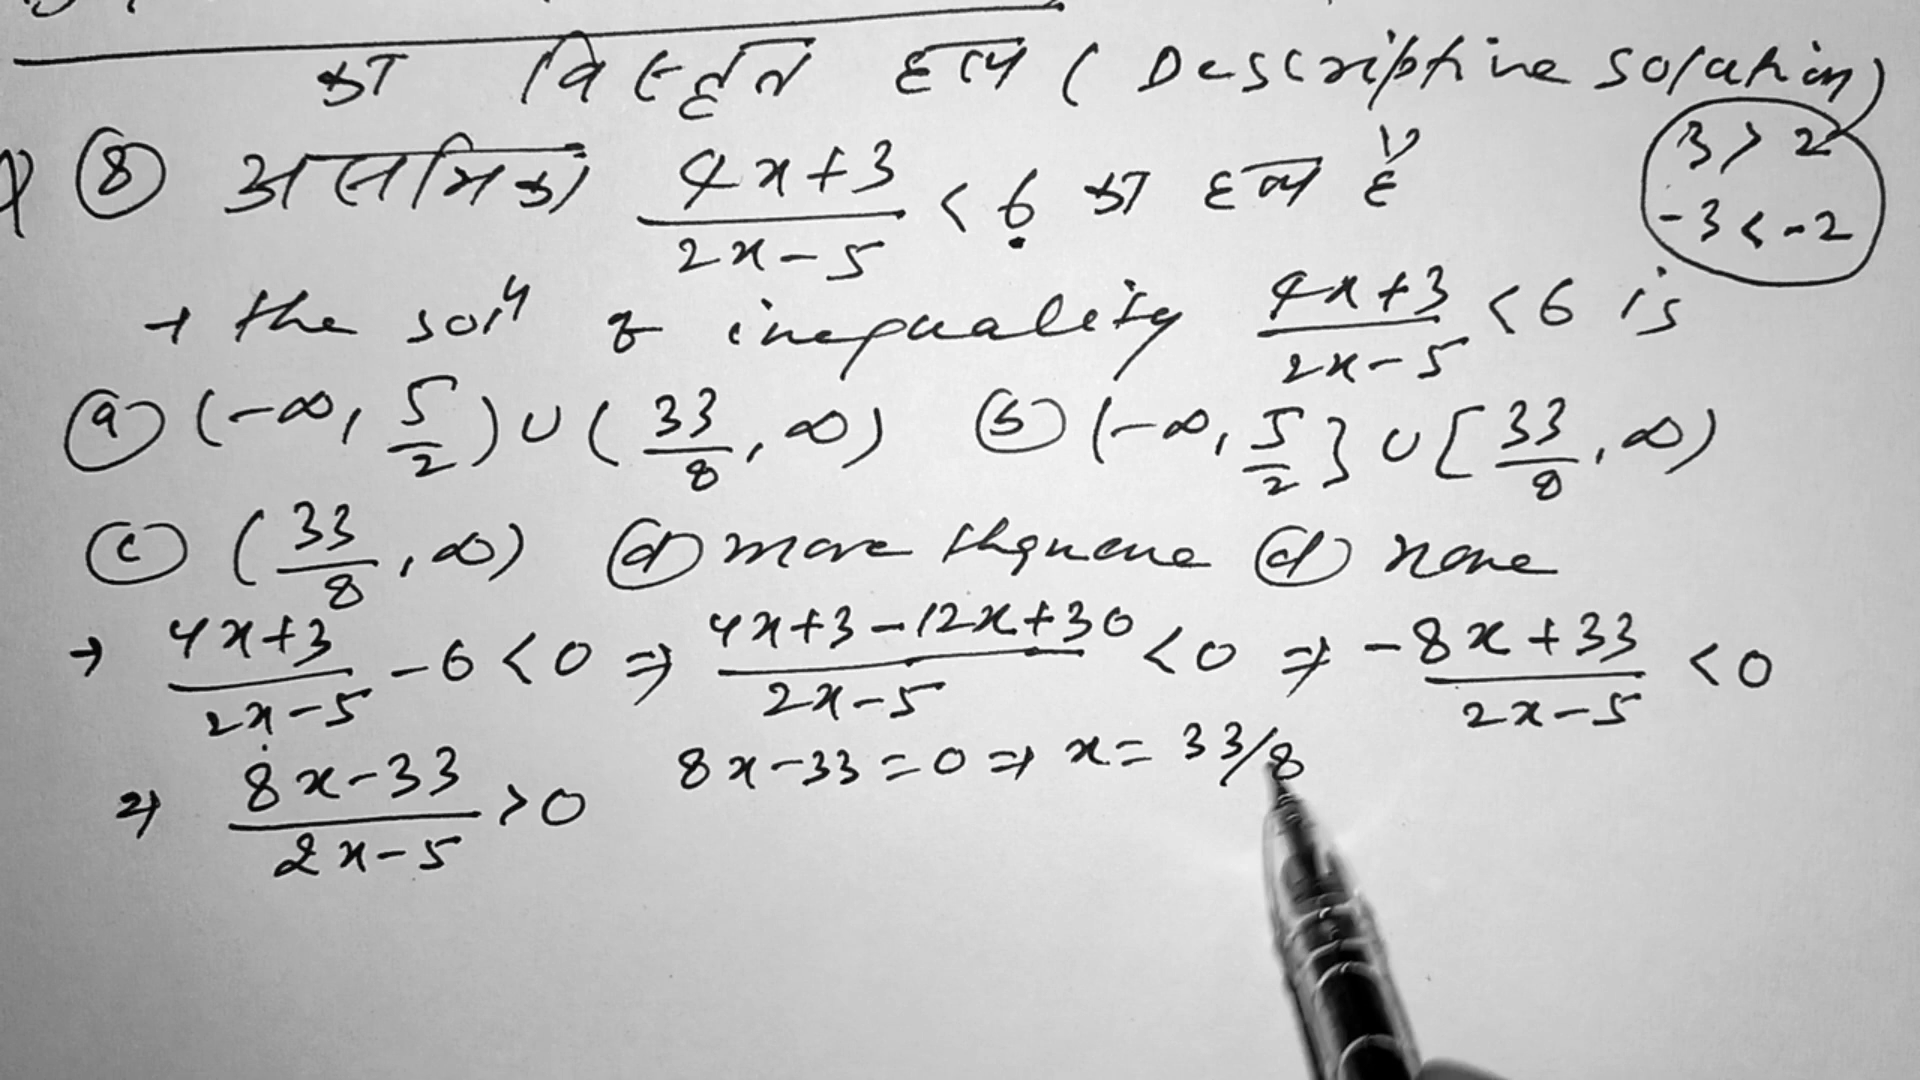 का विस्तृत हल (Descriptive solution)
(8) असमिका (4x+3)/(2x-5) < 6 का हल है
3 > 2
-3 < -2
→ the sol^n of inequality (4x+3)/(2x-5) < 6 is
(a) (-∞, 5/2) ∪ (33/8, ∞) (b) (-∞, 5/2] ∪ [33/8, ∞)
(c) (33/8, ∞) (d) more than one (d) none
→ (4x+3)/(2x-5) - 6 < 0 ⇒ (4x+3-12x+30)/(2x-5) < 0 ⇒ (-8x+33)/(2x-5) < 0
⇒ (8x-33)/(2x-5) > 0 8x-33=0 ⇒ x= 33/8